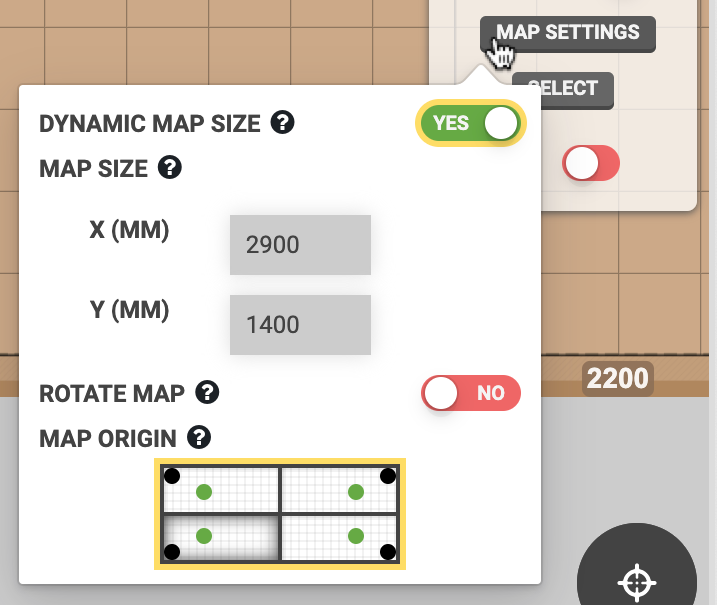 MAP SETTINGS
SELECT
DYNAMIC MAP SIZE ?
YES
MAP SIZE ?
X (MM)
2900
Y (MM)
1400
ROTATE MAP ?
NO
2200
MAP ORIGIN ?